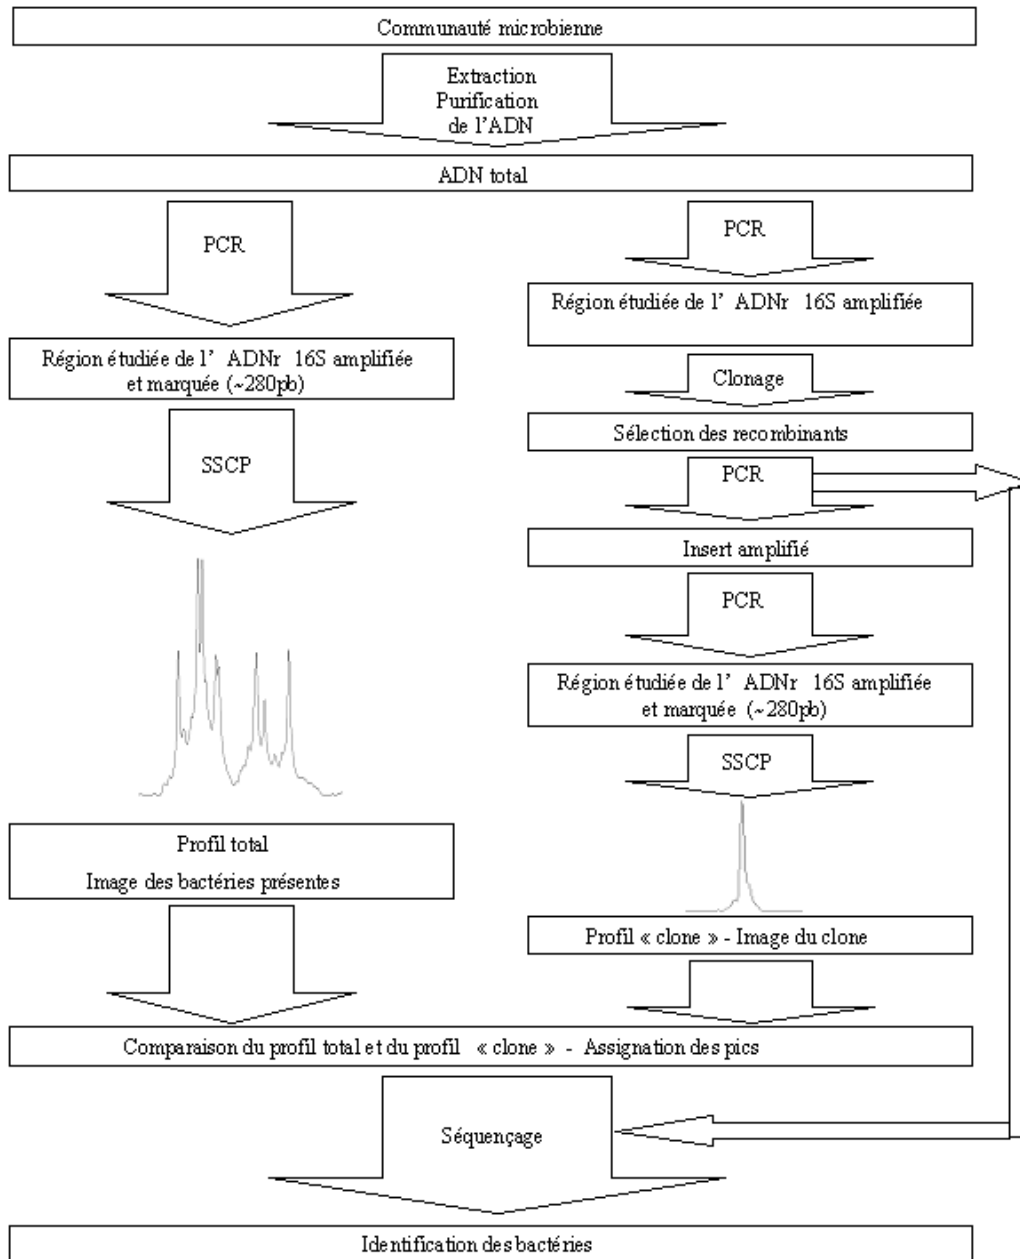 Communauté microbienne
Extraction
Purification
de l'ADN
ADN total
PCR
Région étudiée de l' ADNr 16S amplifiée
et marquée (~280pb)
SSCP
Profil total
Image des bactéries présentes
PCR
Région étudiée de l' ADNr 16S amplifiée
Clonage
Sélection des recombinants
PCR
Insert amplifié
PCR
Région étudiée de l' ADNr 16S amplifiée
et marquée (~280pb)
SSCP
Profil « clone » - Image du clone
Comparaison du profil total et du profil « clone » - Assignation des pics
Séquençage
Identification des bactéries